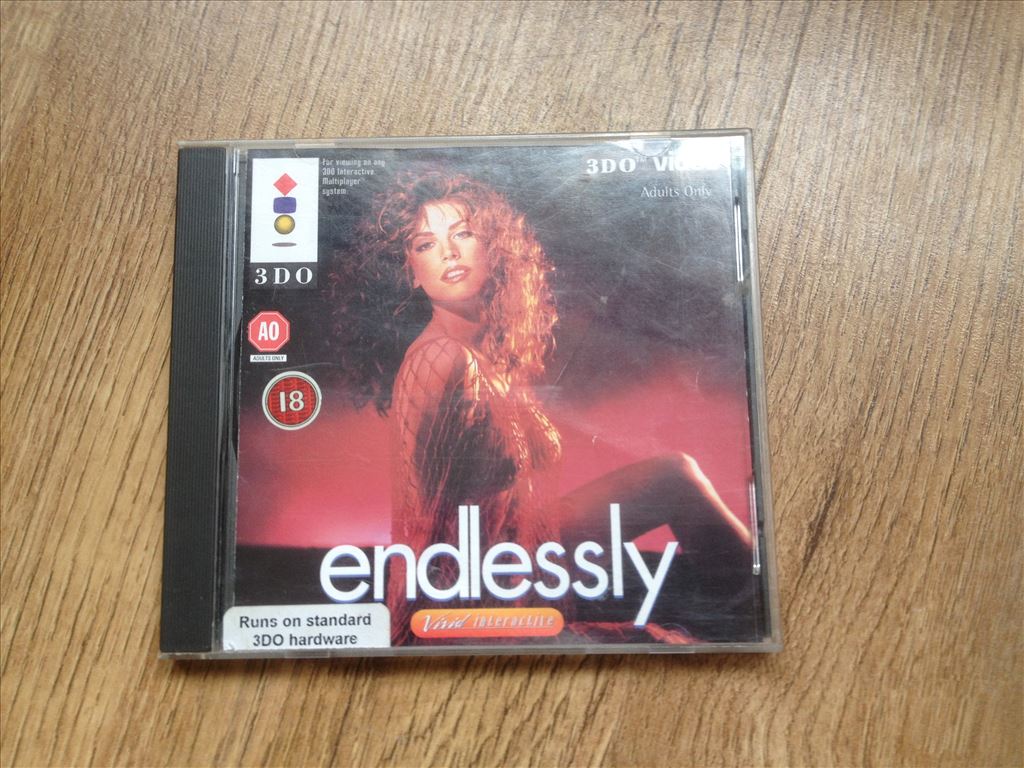 For viewing on any
3DO Interactive
Multiplayer™
system.
3DO™ Video
Adults Only
3DO
AO
ADULTS ONLY
18
endlessly
Vivid interactive
Runs on standard
3DO hardware